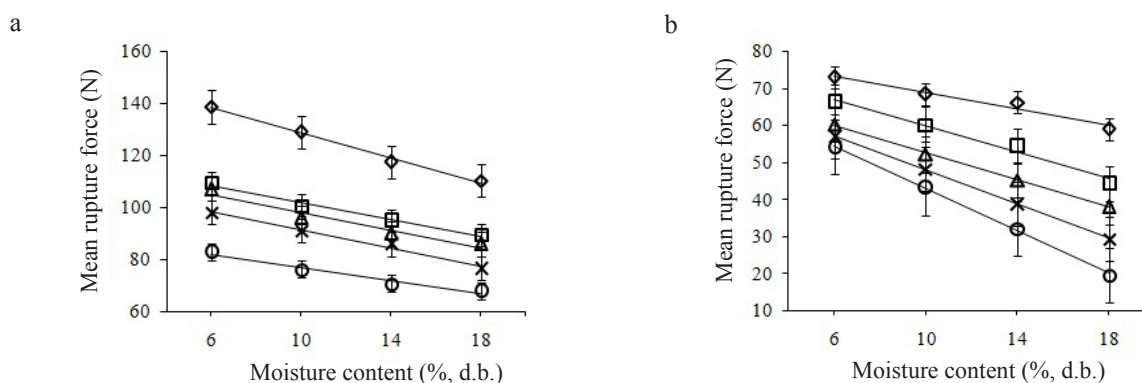 a
160
140
120
100
80
60
Mean rupture force (N)
6 10 14 18
Moisture content (%, d.b.)
b
80
70
60
50
40
30
20
10
Mean rupture force (N)
6 10 14 18
Moisture content (%, d.b.)